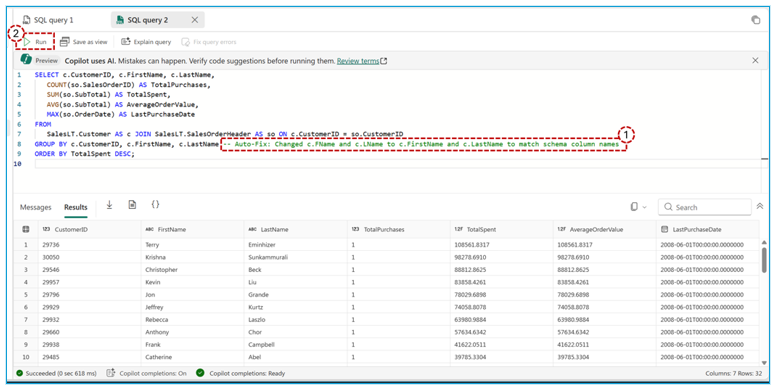 SQL query 1
SQL query 2
2
Run
Save as view
Explain query
Fix query errors
Preview Copilot uses AI. Mistakes can happen. Verify code suggestions before running them. Review terms
1 SELECT c.CustomerID, c.FirstName, c.LastName,
2 COUNT(so.SalesOrderID) AS TotalPurchases,
3 SUM(so.SubTotal) AS TotalSpent,
4 AVG(so.SubTotal) AS AverageOrderValue,
5 MAX(so.OrderDate) AS LastPurchaseDate
6 FROM
7 SalesLT.Customer AS c JOIN SalesLT.SalesOrderHeader AS so ON c.CustomerID = so.CustomerID
1
8 GROUP BY c.CustomerID, c.FirstName, c.LastName -- Auto-Fix: Changed c.FName and c.LName to c.FirstName and c.LastName to match schema column names
9 ORDER BY TotalSpent DESC;
10
Messages Results {} Search
123 CustomerID ABC FirstName ABC LastName 123 TotalPurchases 12F TotalSpent 12F AverageOrderValue LastPurchaseDate
1 29736 Terry Eminhizer 1 108561.8317 108561.8317 2008-06-01T00:00:00.0000000
2 30050 Krishna Sunkammurali 1 98278.6910 98278.6910 2008-06-01T00:00:00.0000000
3 29546 Christopher Beck 1 88812.8625 88812.8625 2008-06-01T00:00:00.0000000
4 29957 Kevin Liu 1 83858.4261 83858.4261 2008-06-01T00:00:00.0000000
5 29796 Jon Grande 1 78029.6898 78029.6898 2008-06-01T00:00:00.0000000
6 29929 Jeffrey Kurtz 1 74058.8078 74058.8078 2008-06-01T00:00:00.0000000
7 29932 Rebecca Laszlo 1 63980.9884 63980.9884 2008-06-01T00:00:00.0000000
8 29660 Anthony Chor 1 57634.6342 57634.6342 2008-06-01T00:00:00.0000000
9 29938 Frank Campbell 1 41622.0511 41622.0511 2008-06-01T00:00:00.0000000
10 29485 Catherine Abel 1 39785.3304 39785.3304 2008-06-01T00:00:00.0000000
Succeeded (0 sec 618 ms) Copilot completions: On Copilot completions: Ready Columns: 7 Rows: 32